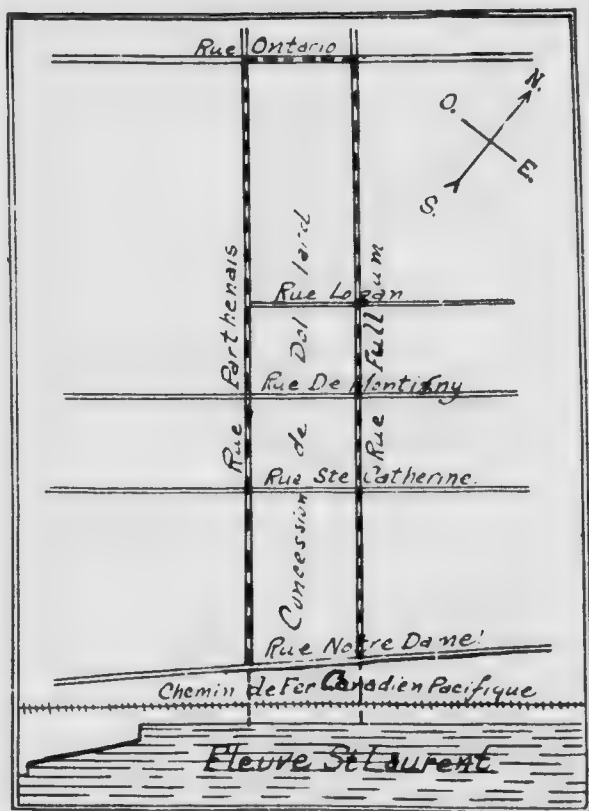 Rue Ontario
N.
O.
E.
S.
Rue Parthenais
Concession de Dollard
Rue Fullum
Rue Logan
Rue De Montigny
Rue Ste Catherine.
Rue Notre Dame
Chemin de Fer Canadien Pacifique
Fleuve St Laurent